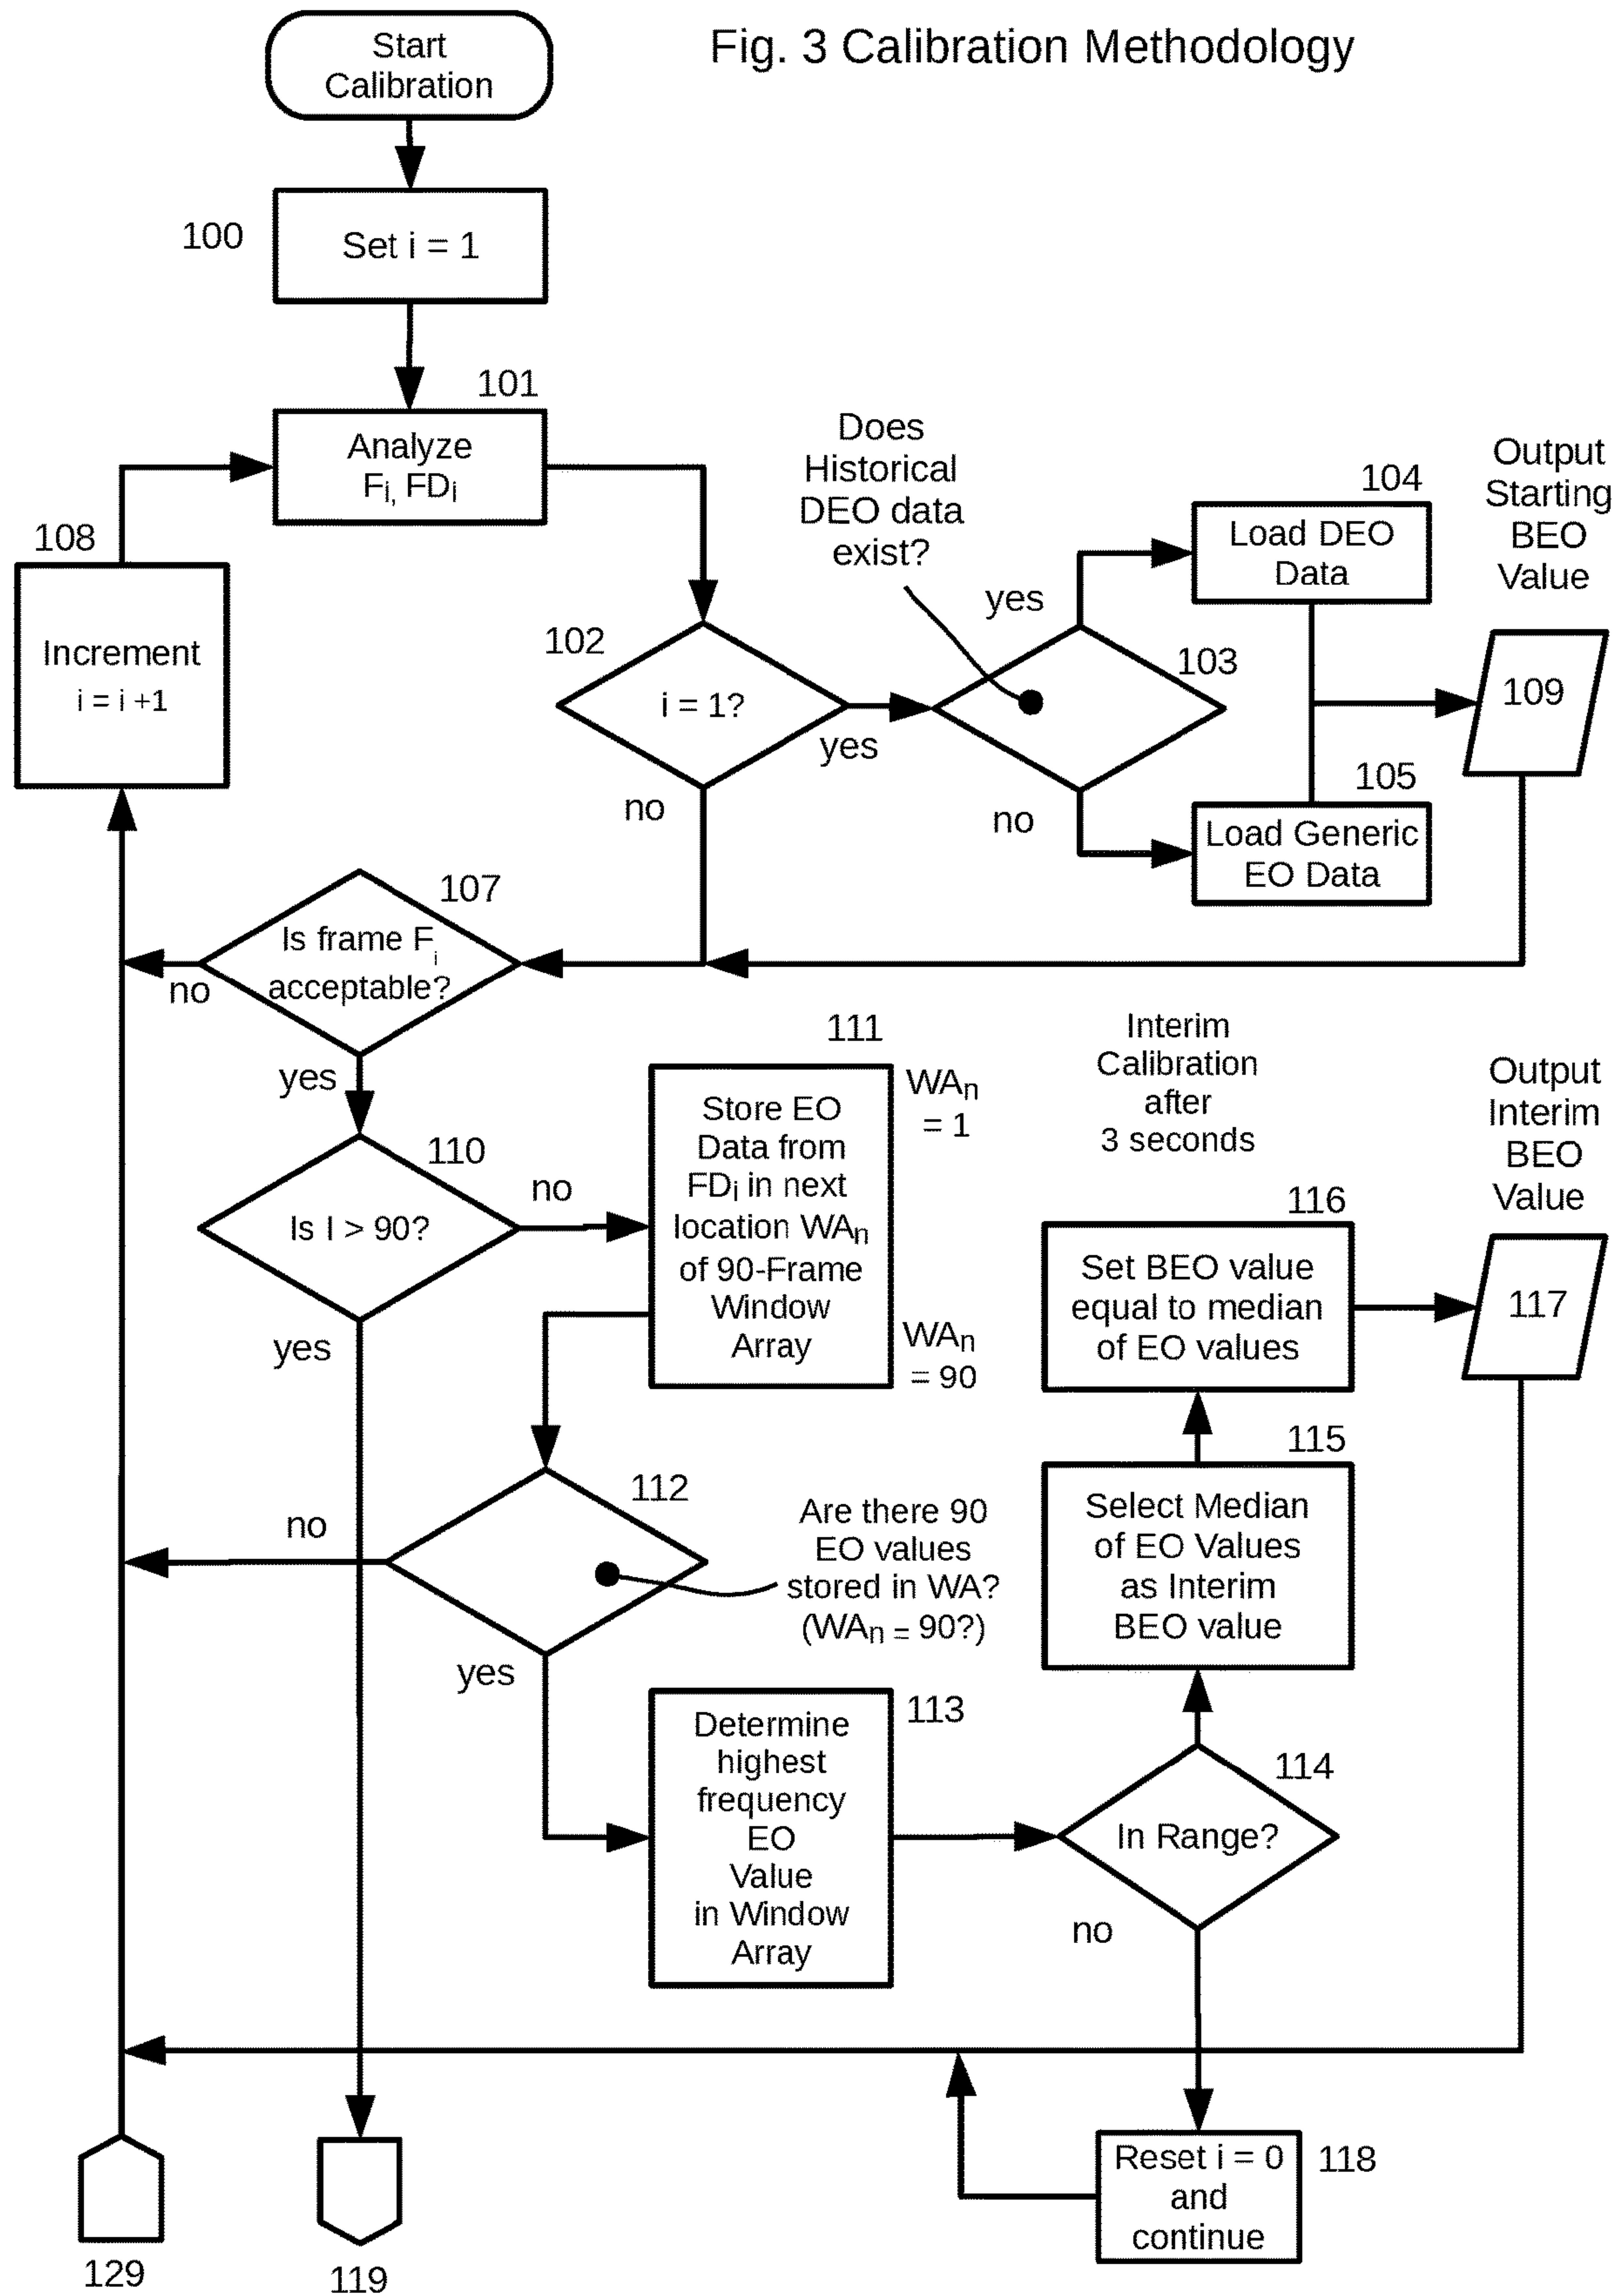 Fig. 3 Calibration Methodology
Start
Calibration
100
Set i = 1
101
Analyze
Fi, FDi
108
Increment
i = i +1
102
i = 1?
yes
no
Does
Historical
DEO data
exist?
103
yes
no
104
Load DEO
Data
105
Load Generic
EO Data
Output
Starting
BEO
Value
109
107
Is frame Fi
acceptable?
no
yes
110
Is I > 90?
no
yes
111
Store EO
Data from
FDi in next
location WAn
of 90-Frame
Window
Array
WAn
= 1
WAn
= 90
112
Are there 90
EO values
stored in WA?
(WAn = 90?)
no
yes
113
Determine
highest
frequency
EO
Value
in Window
Array
114
In Range?
no
115
Select Median
of EO Values
as Interim
BEO value
Interim
Calibration
after
3 seconds
116
Set BEO value
equal to median
of EO values
Output
Interim
BEO
Value
117
Reset i = 0
and
continue
118
129
119